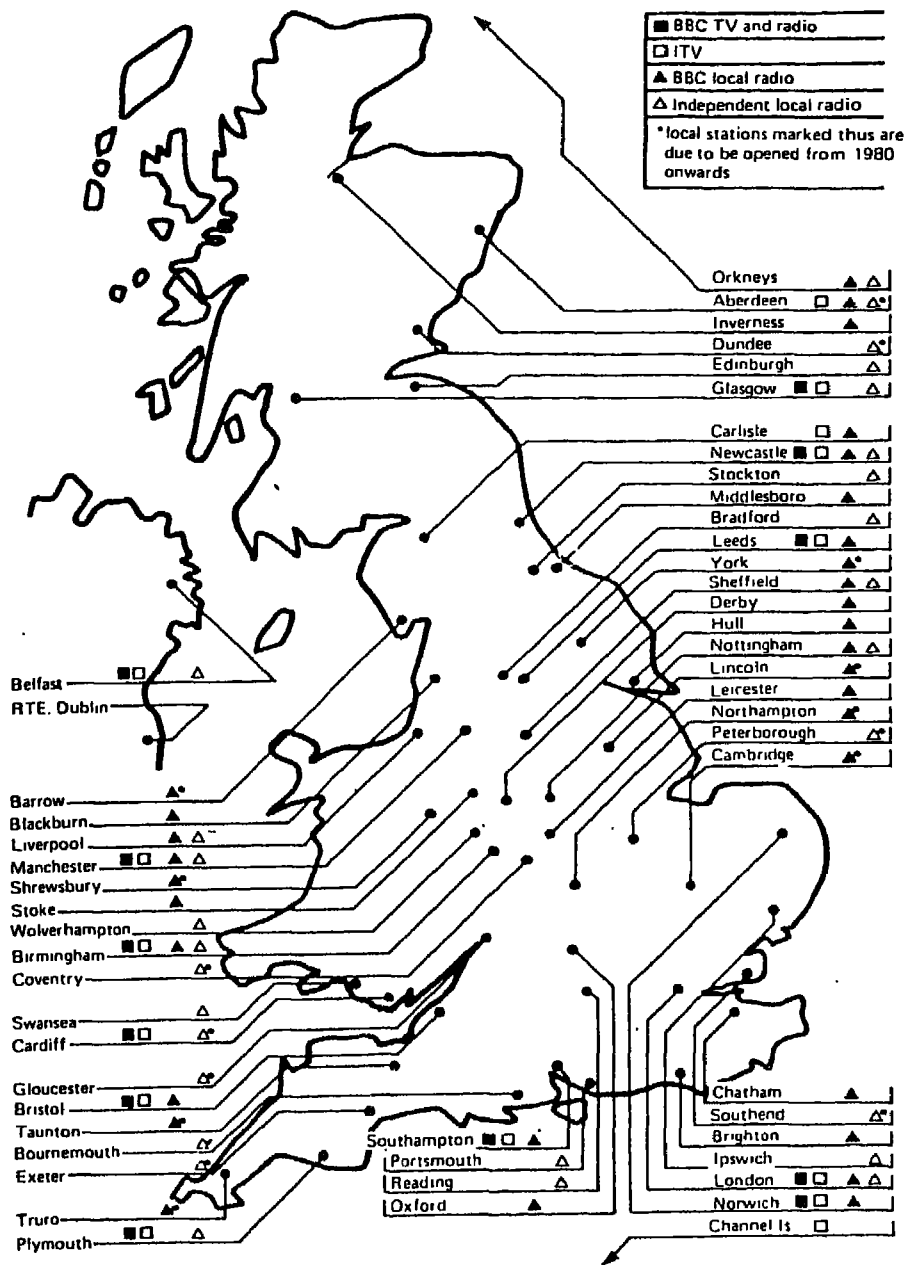 ■ BBC TV and radio
□ ITV
▲ BBC local radio
△ Independent local radio
*local stations marked thus are
due to be opened from 1980
onwards
Orkneys ▲ △
Aberdeen □ ▲ △*
Inverness ▲
Dundee △*
Edinburgh △
Glasgow ■ □ △
Carlisle □ ▲
Newcastle ■ □ ▲ △
Stockton △
Middlesboro ▲
Bradford △
Leeds ■ □ ▲
York ▲*
Sheffield ▲ △
Derby ▲
Hull ▲
Nottingham ▲ △
Lincoln ▲*
Leicester ▲
Northampton ▲*
Peterborough △*
Cambridge ▲*
Belfast ■ □ △
RTE. Dublin
Barrow ▲*
Blackburn ▲
Liverpool ▲ △
Manchester ■ □ ▲ △
Shrewsbury ▲*
Stoke ▲
Wolverhampton △
Birmingham ■ □ ▲ △
Coventry △*
Swansea △
Cardiff ■ □ △*
Gloucester △*
Bristol ■ □ ▲
Taunton ▲*
Bournemouth △*
Exeter △*
Truro ▲*
Plymouth ■ □ △
Southampton ■ □ ▲
Portsmouth △
Reading △
Oxford ▲
Chatham ▲
Southend △*
Brighton ▲
Ipswich △
London ■ □ ▲ △
Norwich ■ □ ▲
Channel Is □